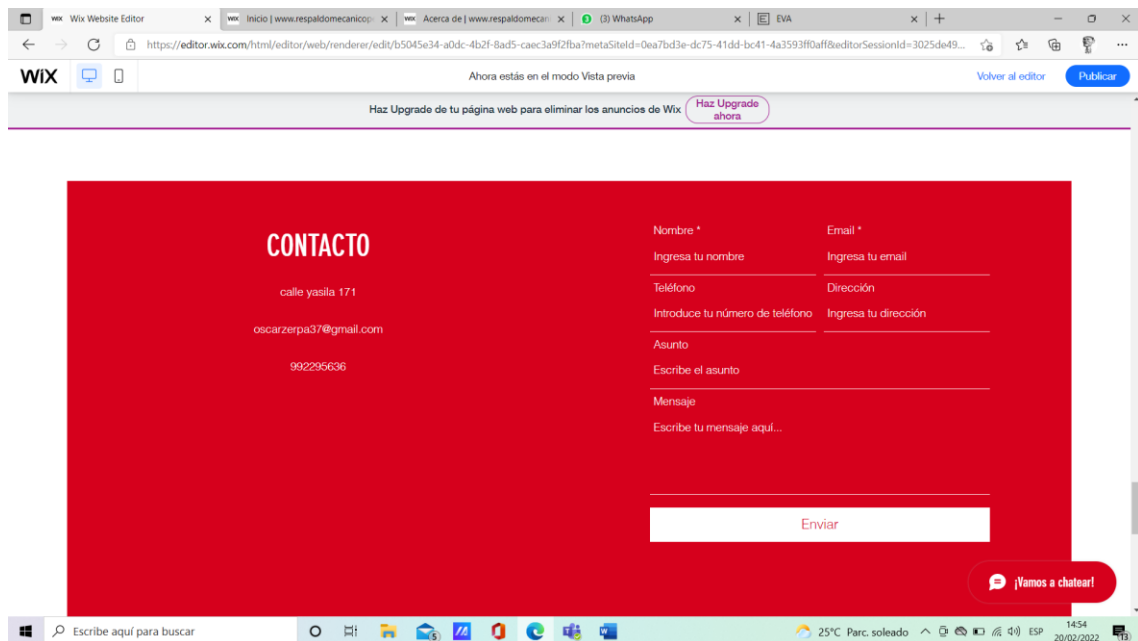 Wix Website Editor
Inicio | www.respaldomecanicop
Acerca de | www.respaldomecan
(3) WhatsApp
EVA
https://editor.wix.com/html/editor/web/renderer/edit/b5045e34-a0dc-4b2f-8ad5-caec3a9f2fba?metaSiteId=0ea7bd3e-dc75-41dd-bc41-4a3593ff0aff&editorSessionId=3025de49...
WiX
Ahora estás en el modo Vista previa
Volver al editor
Publicar
Haz Upgrade de tu página web para eliminar los anuncios de Wix
Haz Upgrade
ahora
CONTACTO
calle yasila 171
oscarzerpa37@gmail.com
992295636
Nombre *
Email *
Ingresa tu nombre
Ingresa tu email
Teléfono
Dirección
Introduce tu número de teléfono
Ingresa tu dirección
Asunto
Escribe el asunto
Mensaje
Escribe tu mensaje aquí...
Enviar
¡Vamos a chatear!
Escribe aquí para buscar
25°C Parc. soleado
ESP
14:54
20/02/2022